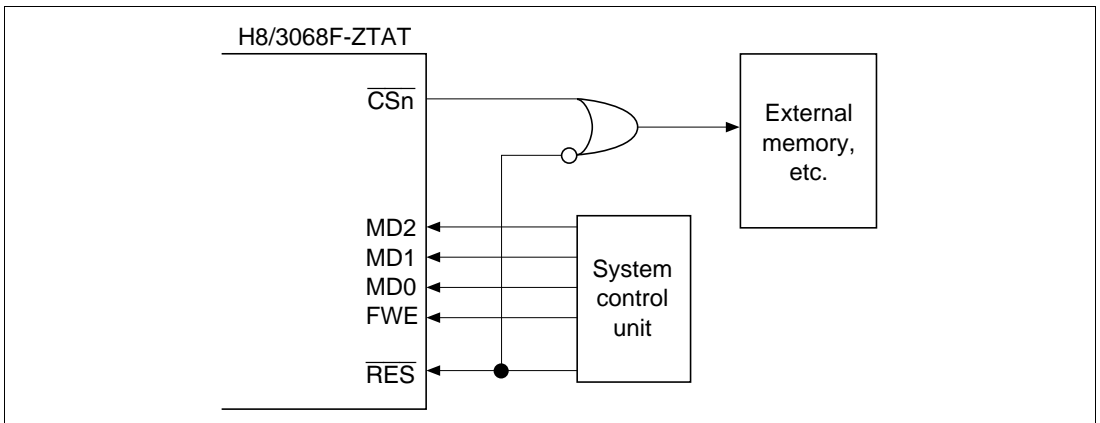 H8/3068F-ZTAT
CSn
External
memory,
etc.
MD2
MD1
MD0
FWE
RES
System
control
unit